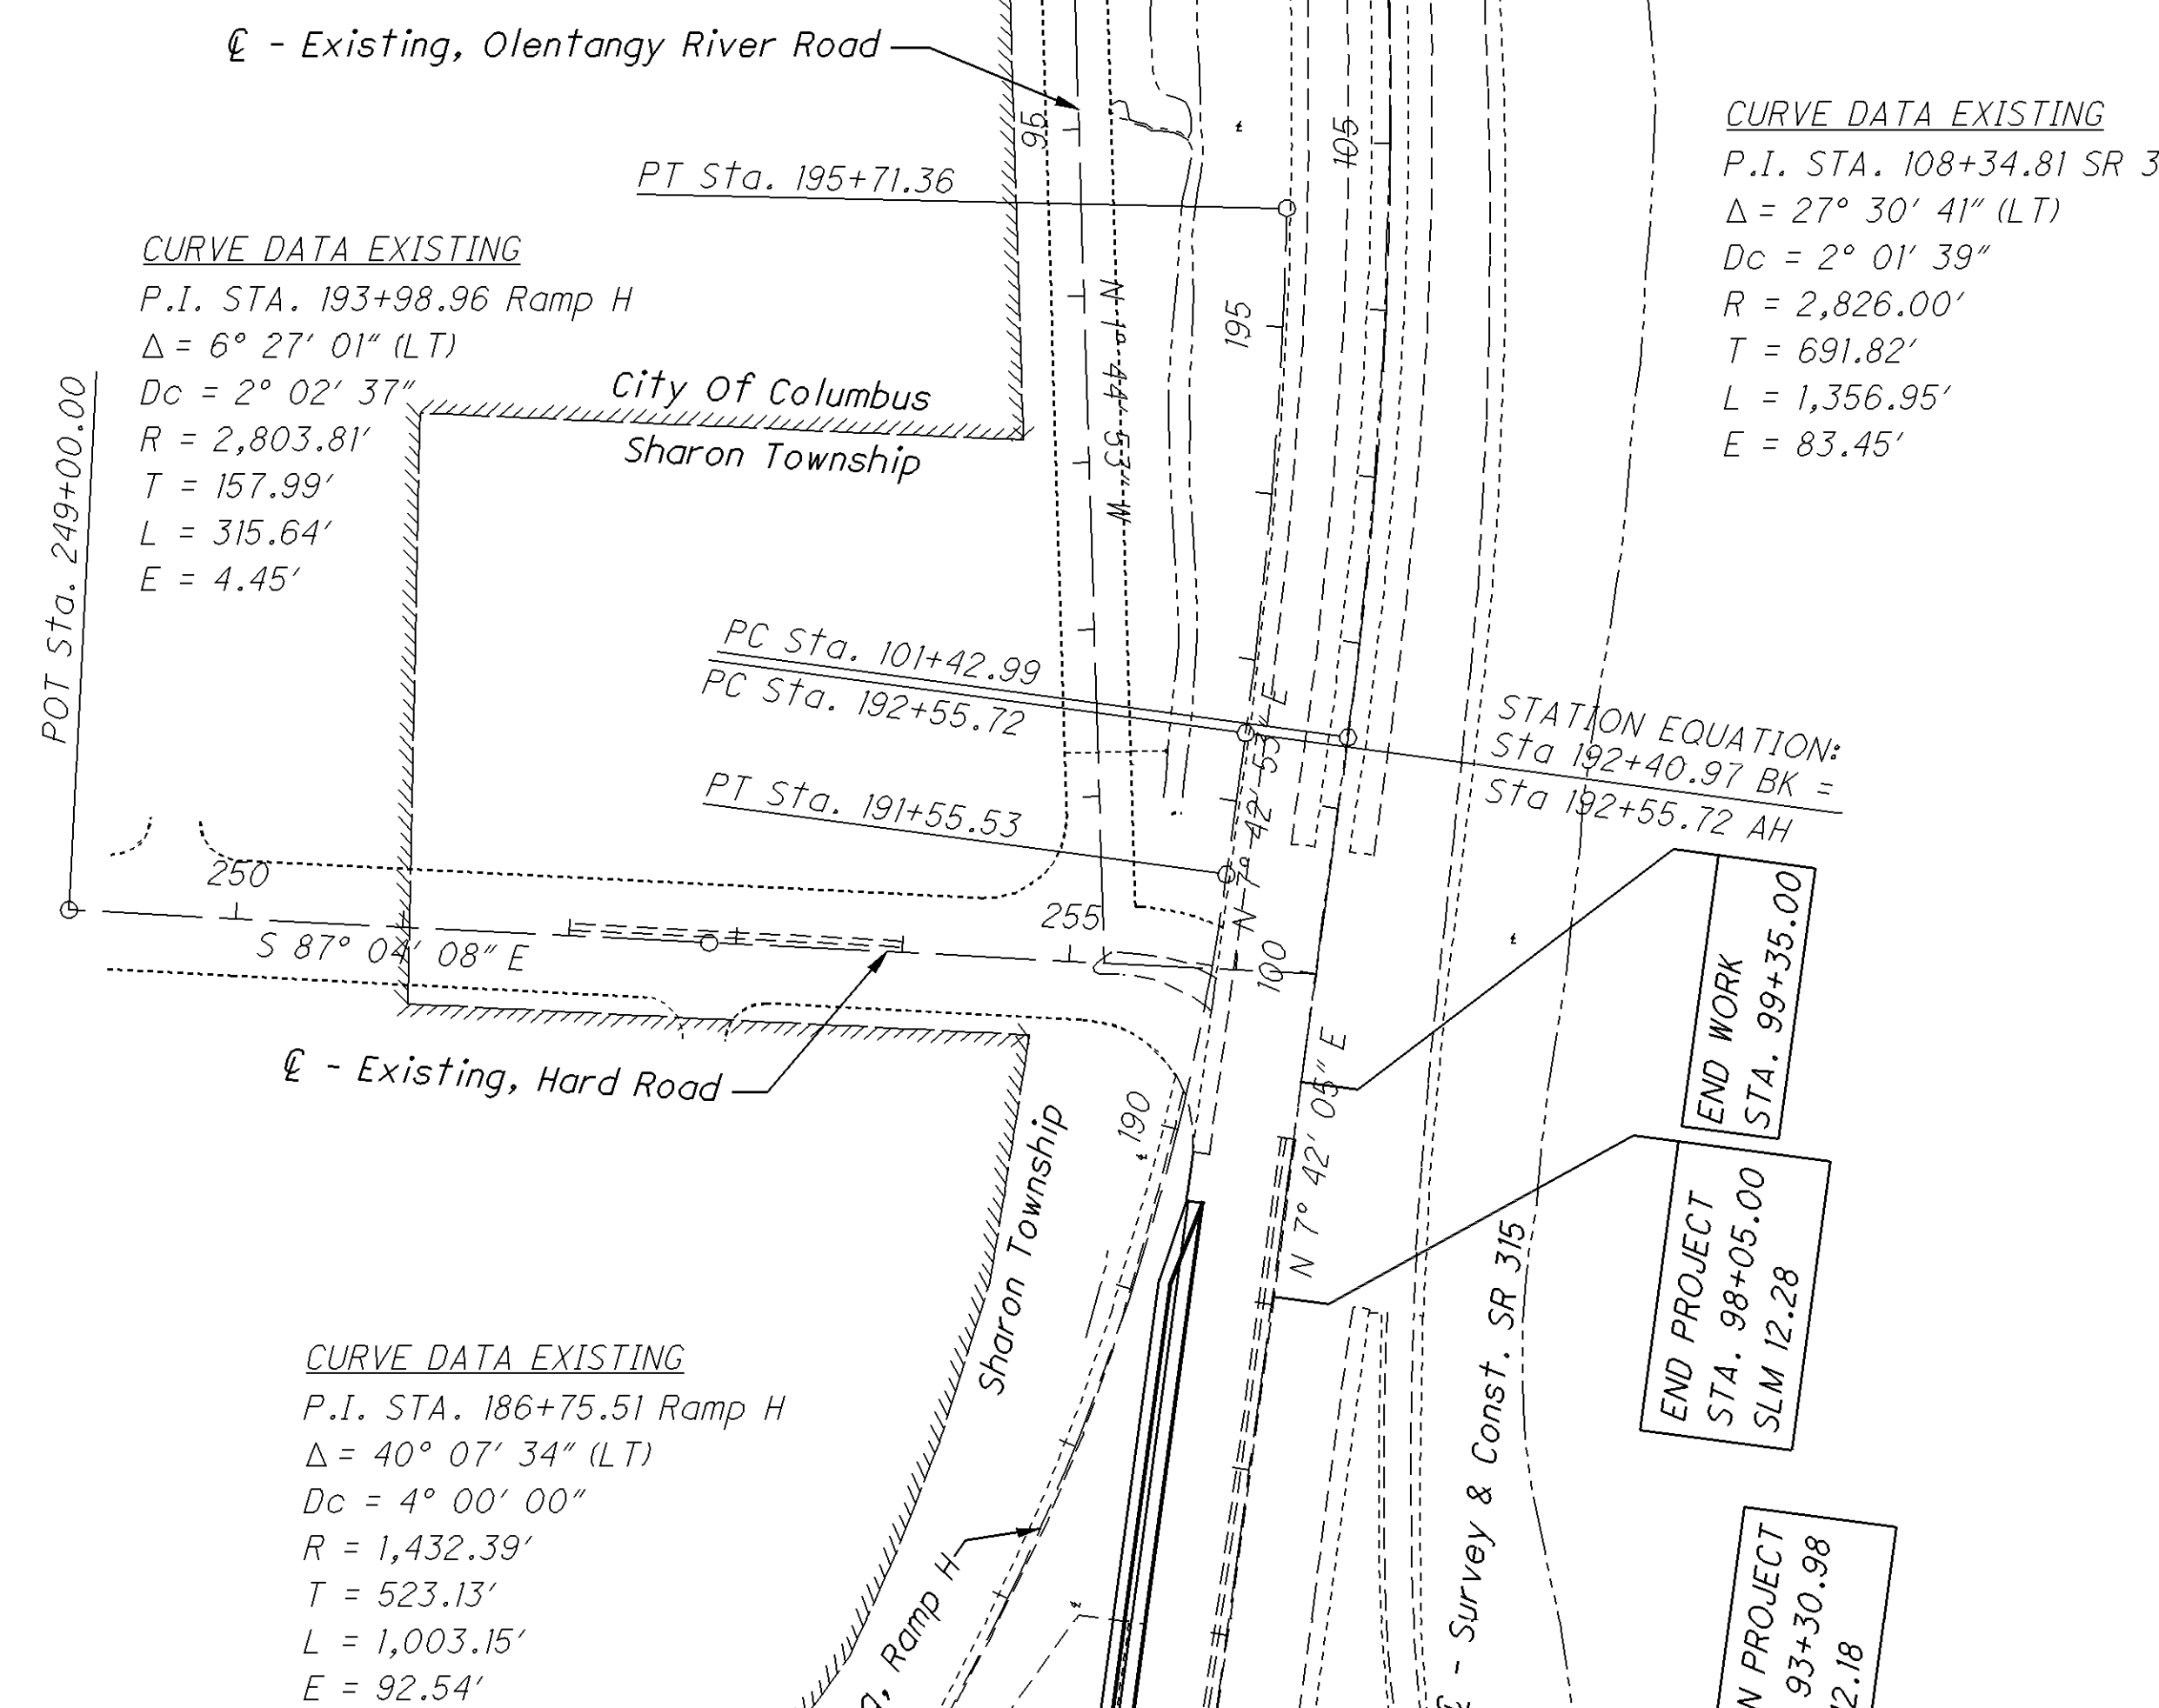 ℄ - Existing, Olentangy River Road
CURVE DATA EXISTING
P.I. STA. 108+34.81 SR 3
Δ = 27° 30' 41" (LT)
Dc = 2° 01' 39"
R = 2,826.00'
T = 691.82'
L = 1,356.95'
E = 83.45'
95
105
PT Sta. 195+71.36
CURVE DATA EXISTING
P.I. STA. 193+98.96 Ramp H
Δ = 6° 27' 01" (LT)
Dc = 2° 02' 37"
R = 2,803.81'
T = 157.99'
L = 315.64'
E = 4.45'
195
N 1° 44' 53" W
City Of Columbus
Sharon Township
POT Sta. 249+00.00
PC Sta. 101+42.99
PC Sta. 192+55.72
STATION EQUATION:
Sta 192+40.97 BK =
Sta 192+55.72 AH
N 7° 42' 53" E
PT Sta. 191+55.53
250
255
100
S 87° 04' 08" E
END WORK
STA. 99+35.00
℄ - Existing, Hard Road
N 7° 42' 05" E
190
Sharon Township
END PROJECT
STA. 98+05.00
SLM 12.28
℄ - Survey & Const. SR 315
CURVE DATA EXISTING
P.I. STA. 186+75.51 Ramp H
Δ = 40° 07' 34" (LT)
Dc = 4° 00' 00"
R = 1,432.39'
T = 523.13'
L = 1,003.15'
E = 92.54'
, Ramp H
N PROJECT
93+30.98
12.18